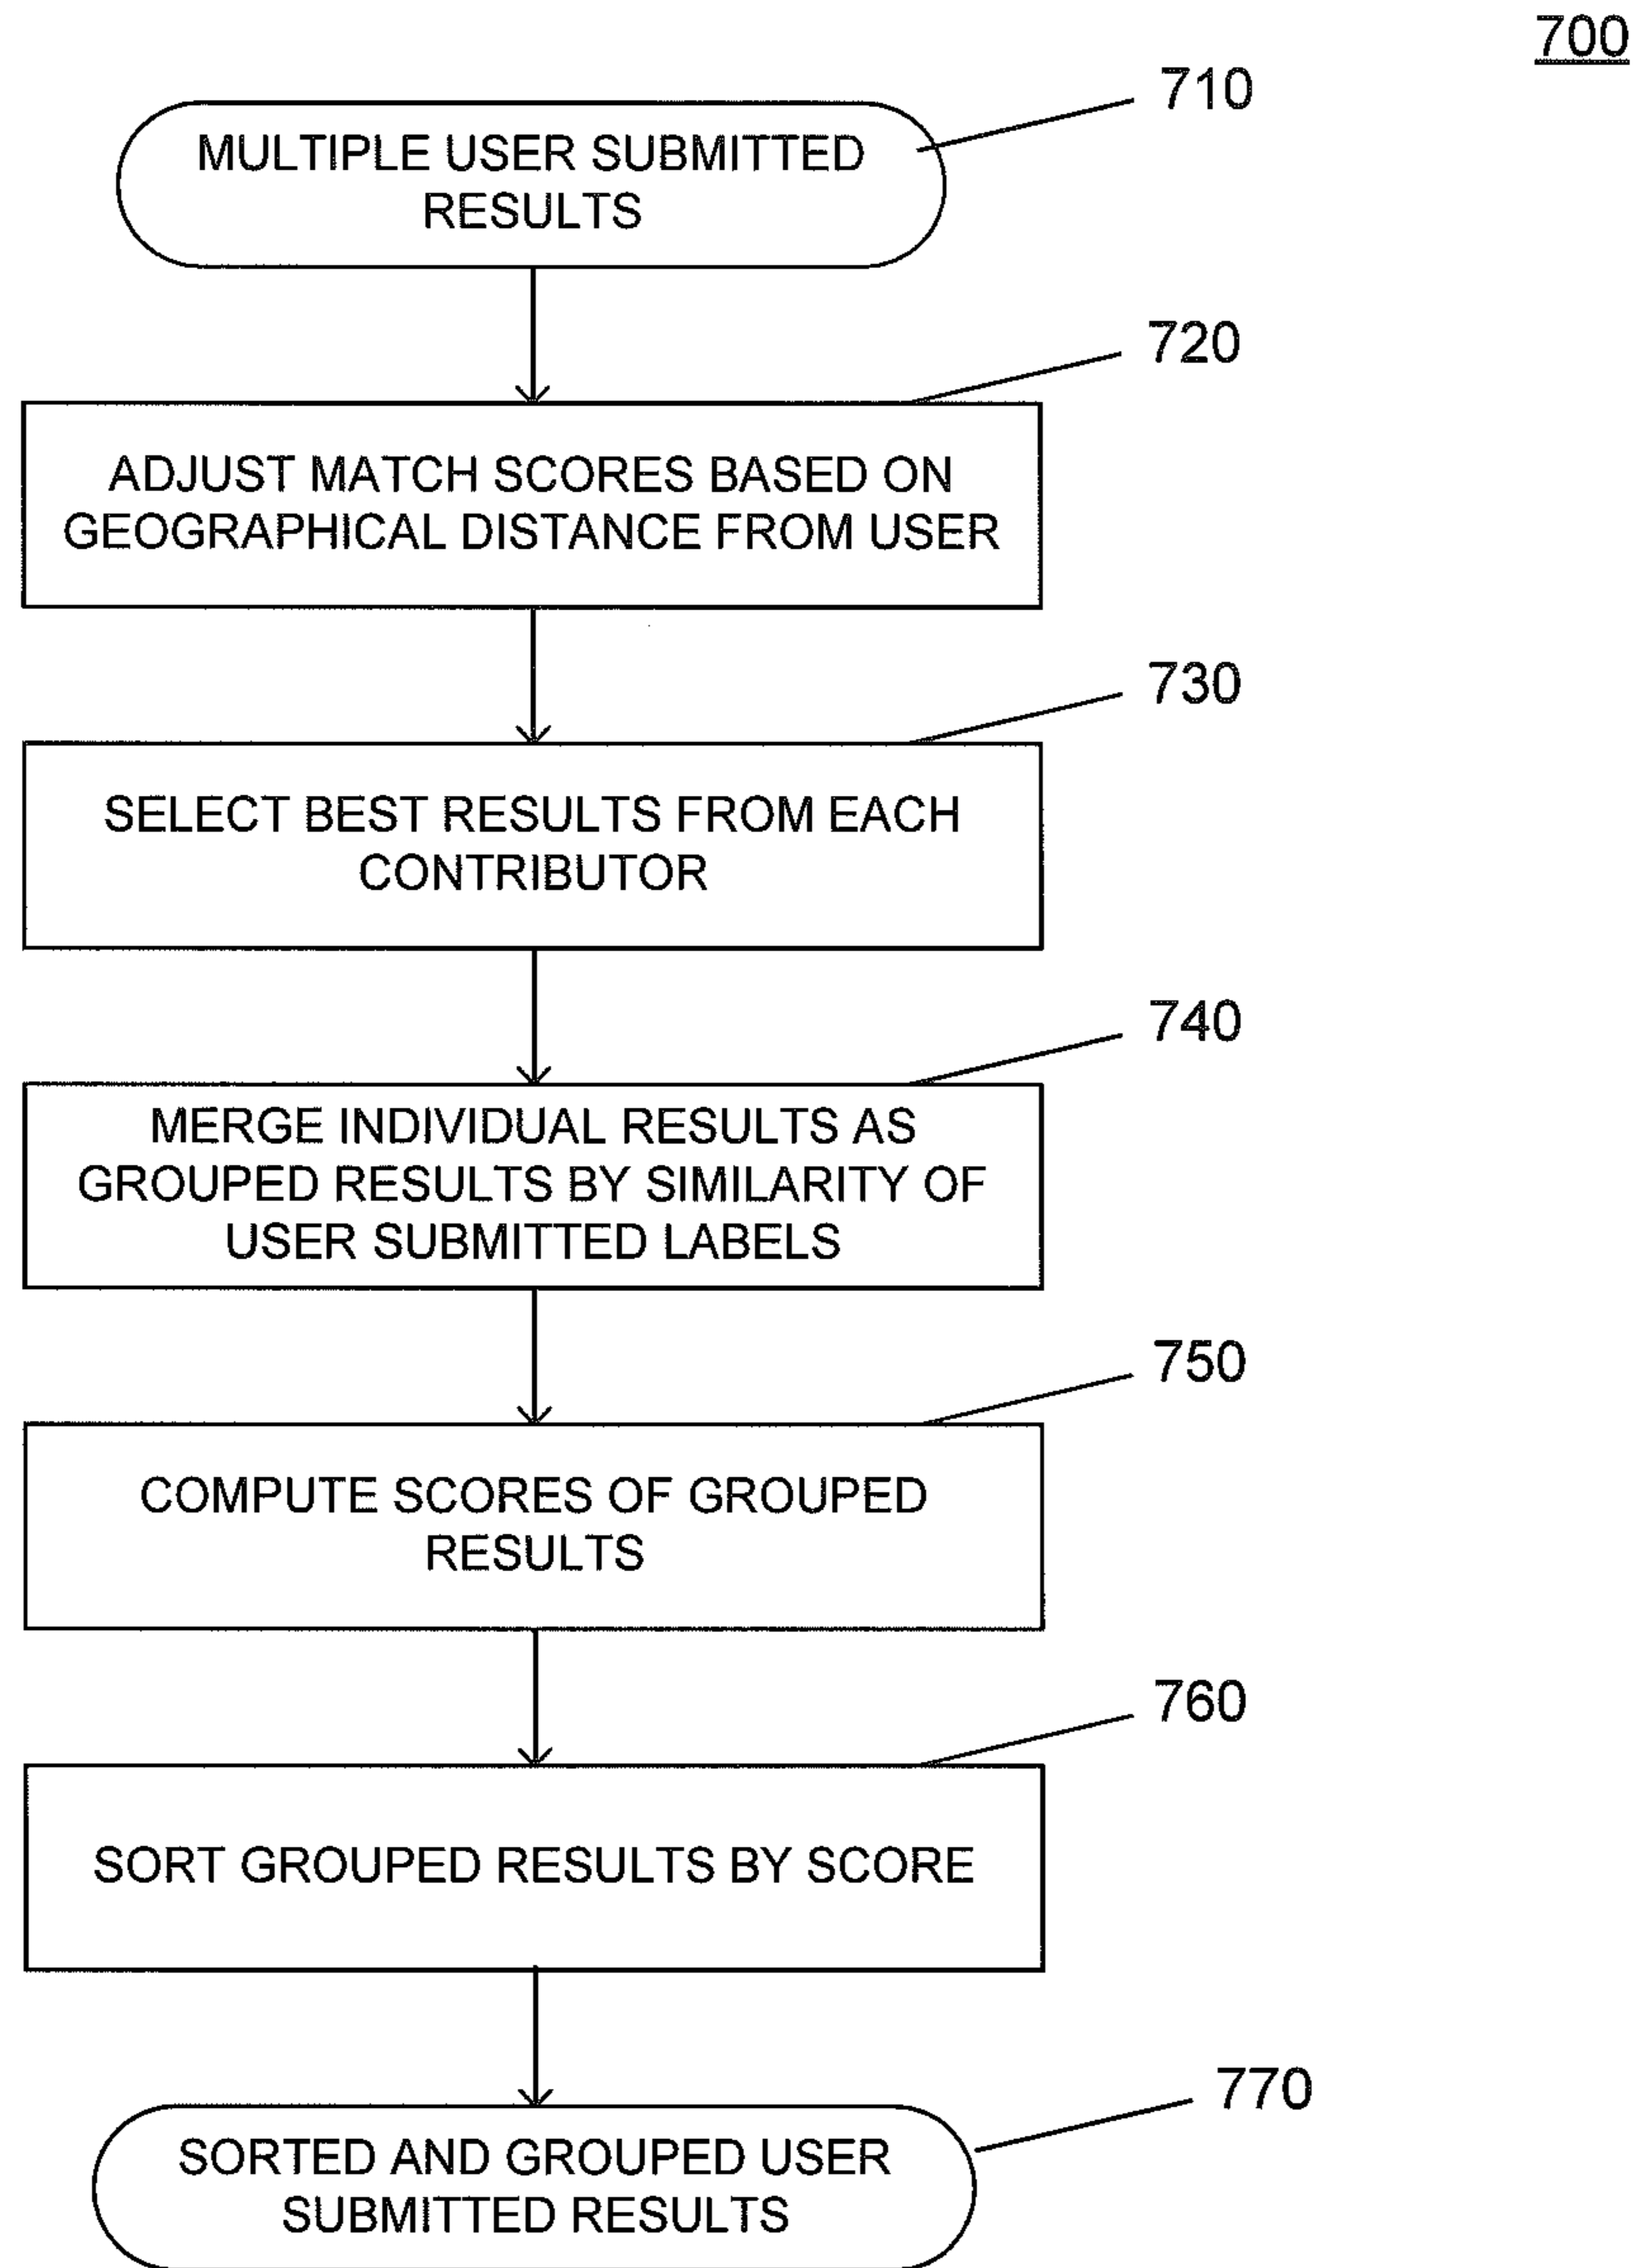 700
710
MULTIPLE USER SUBMITTED
RESULTS
720
ADJUST MATCH SCORES BASED ON
GEOGRAPHICAL DISTANCE FROM USER
730
SELECT BEST RESULTS FROM EACH
CONTRIBUTOR
740
MERGE INDIVIDUAL RESULTS AS
GROUPED RESULTS BY SIMILARITY OF
USER SUBMITTED LABELS
750
COMPUTE SCORES OF GROUPED
RESULTS
760
SORT GROUPED RESULTS BY SCORE
770
SORTED AND GROUPED USER
SUBMITTED RESULTS